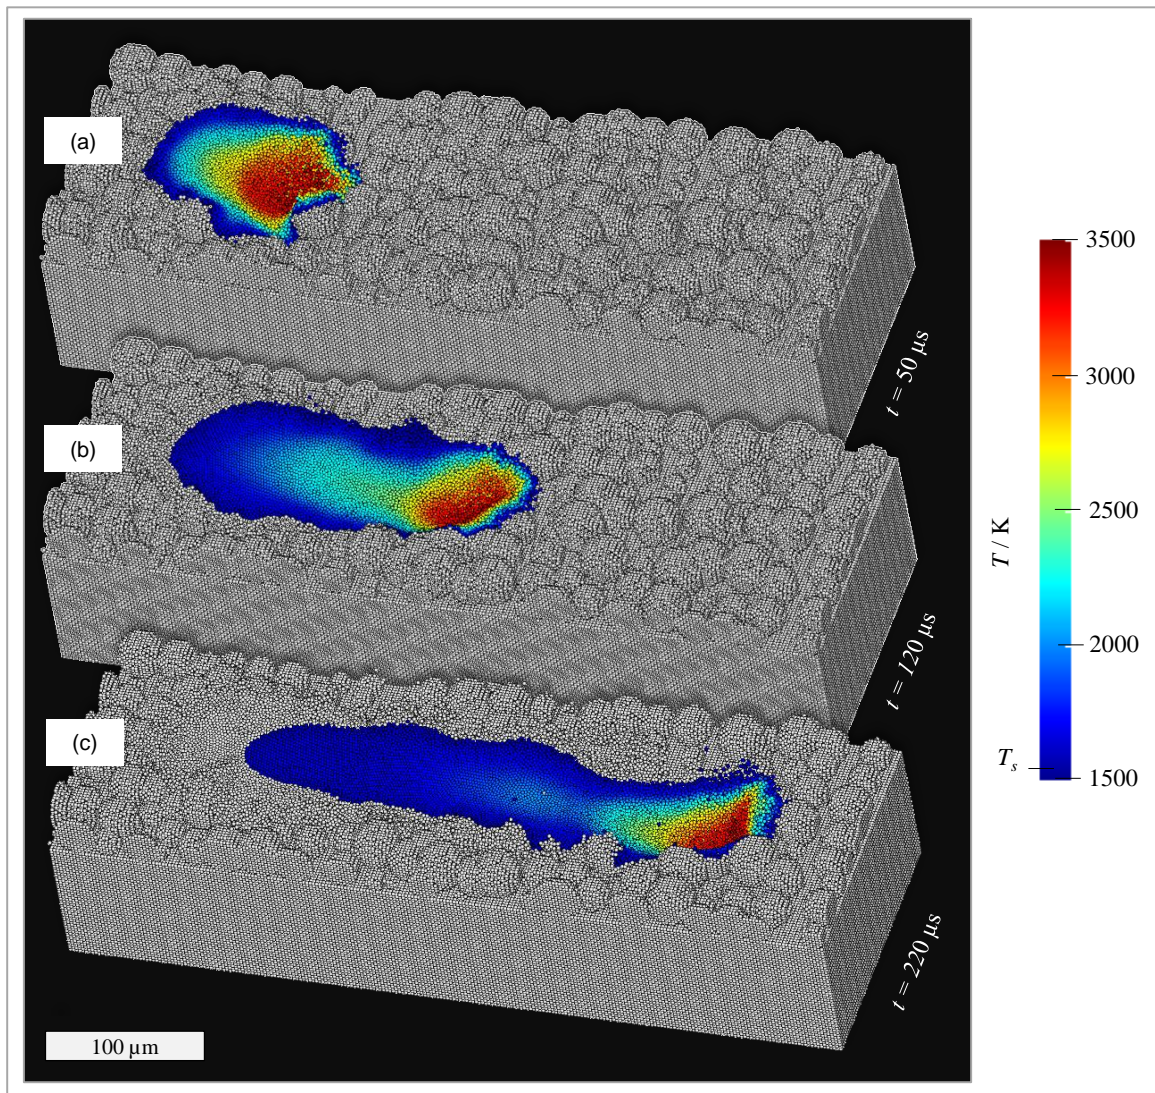 (a)
t = 50 µs
(b)
t = 120 µs
(c)
t = 220 µs
100 µm
T / K
3500
3000
2500
2000
T_s
1500